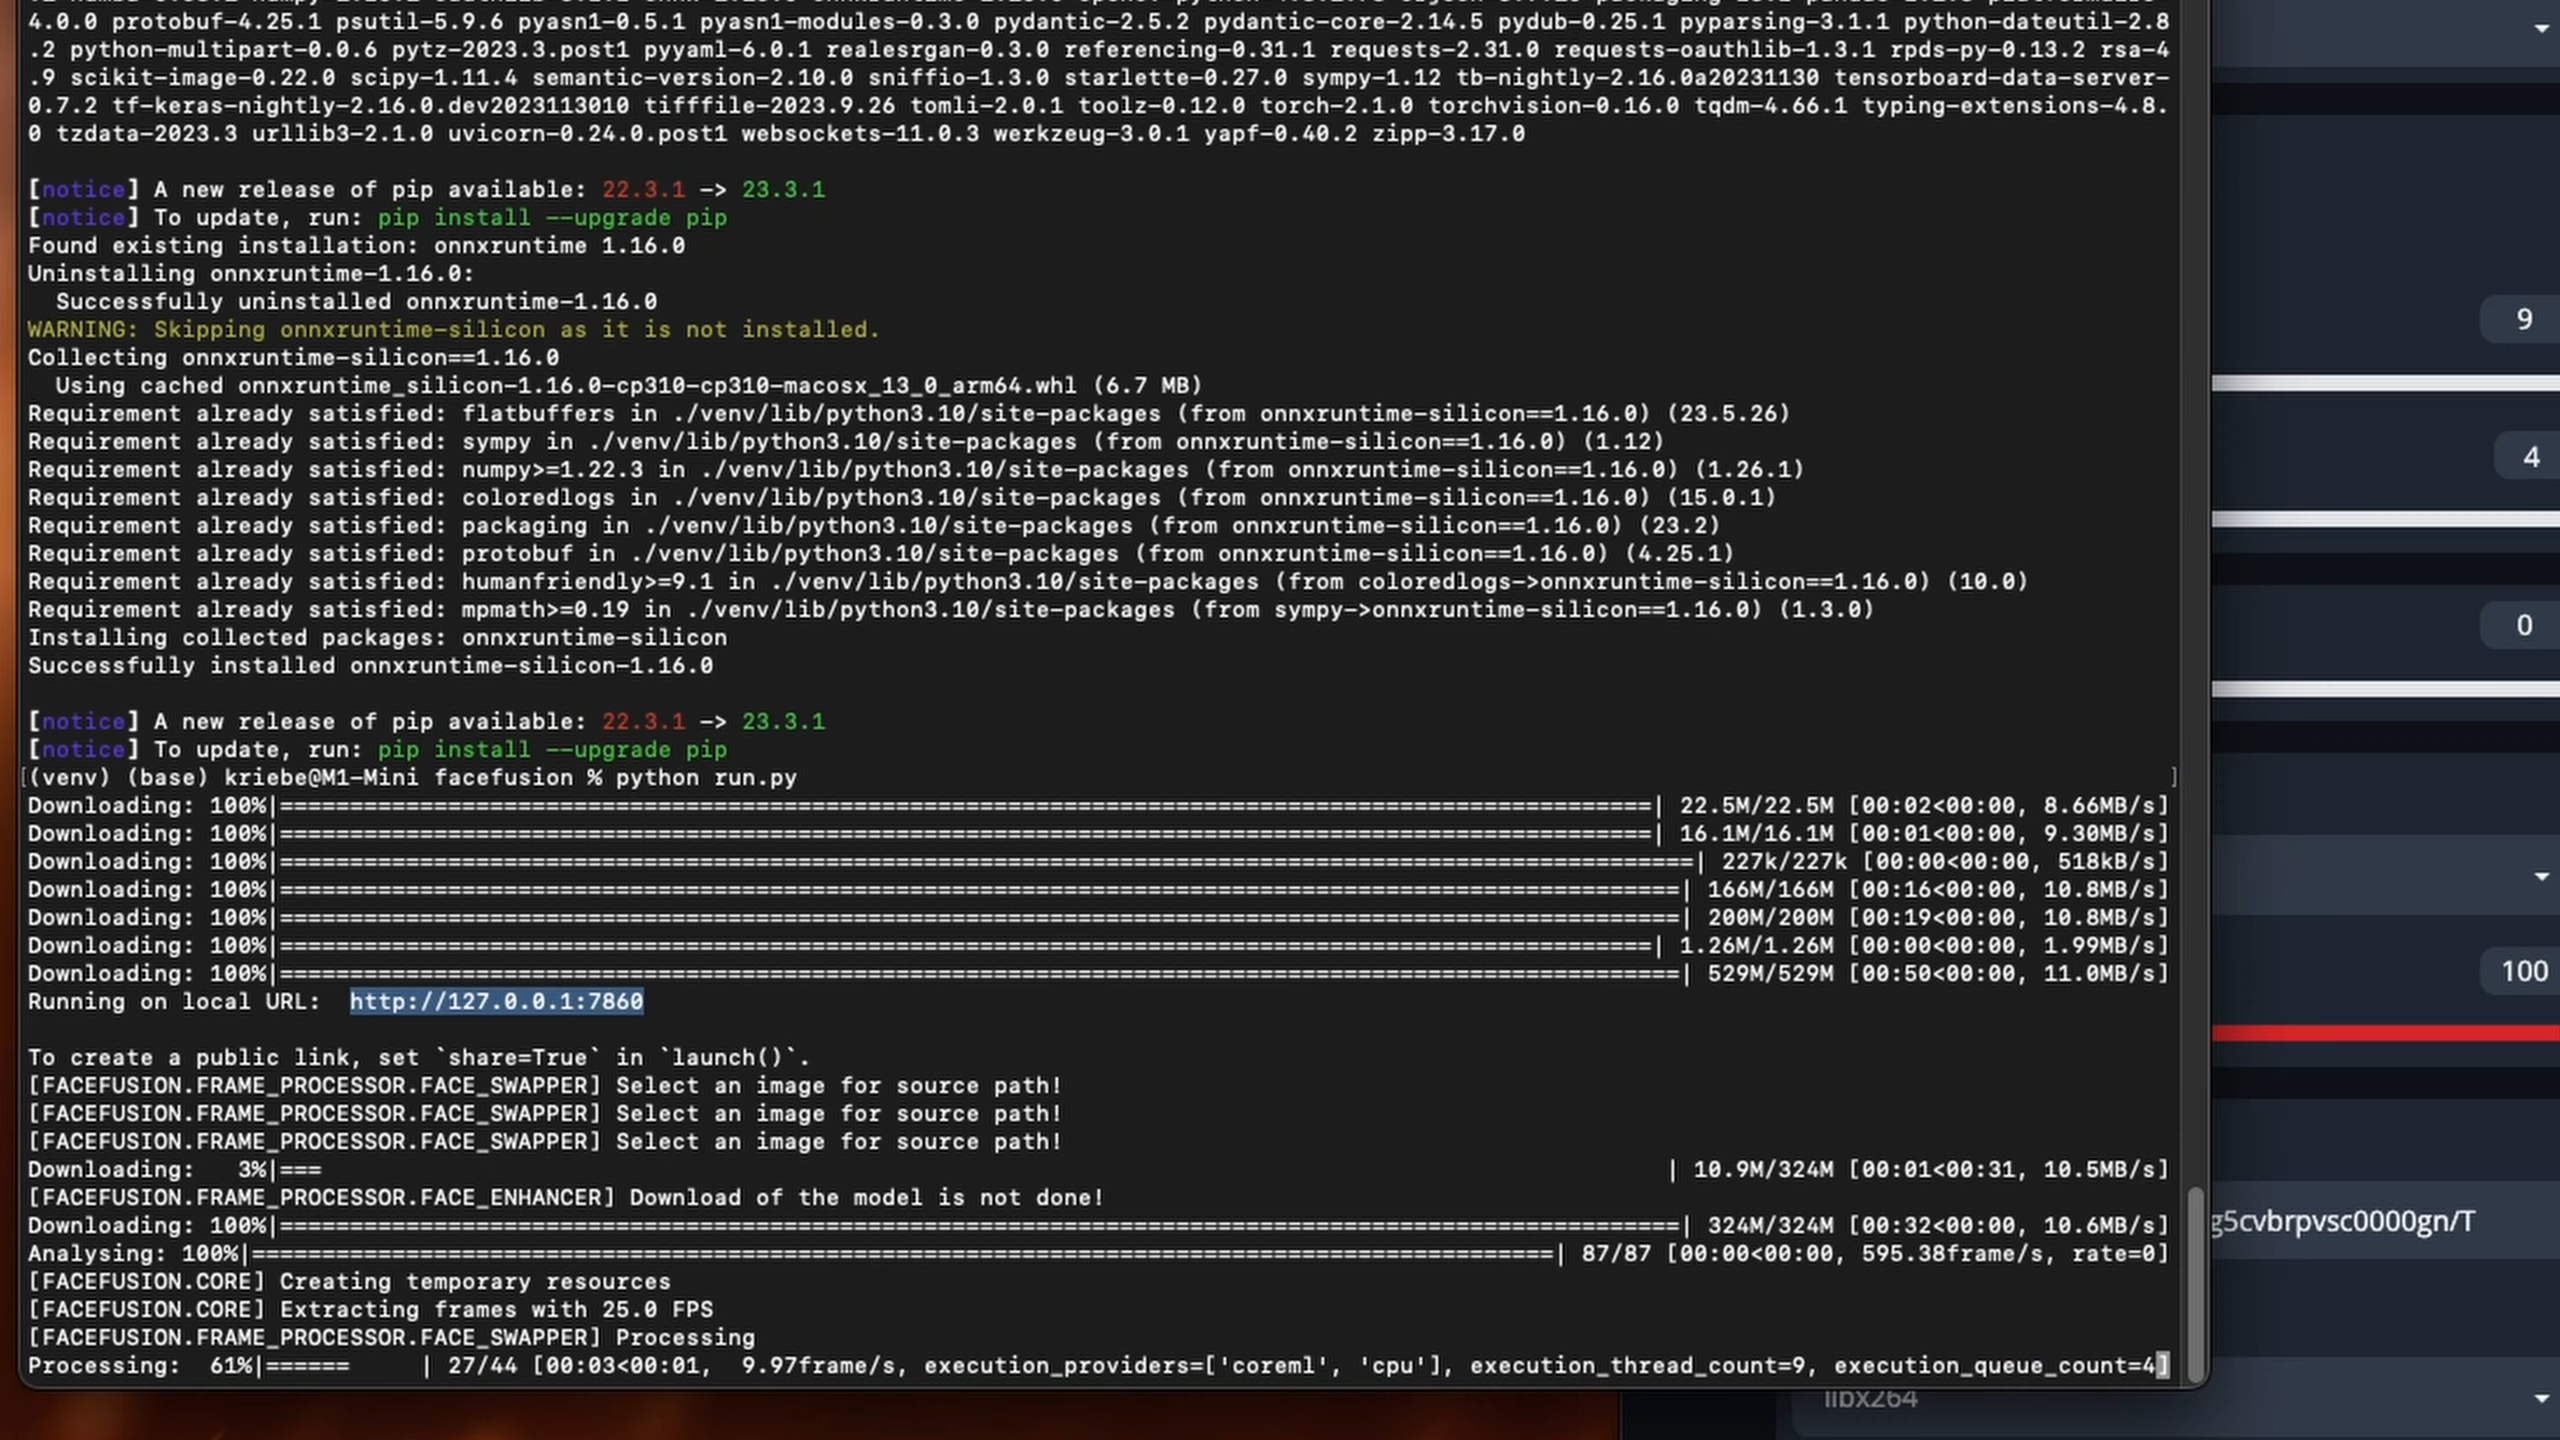 4.0.0 protobuf-4.25.1 psutil-5.9.6 pyasn1-0.5.1 pyasn1-modules-0.3.0 pydantic-2.5.2 pydantic-core-2.14.5 pydub-0.25.1 pyparsing-3.1.1 python-dateutil-2.8
.2 python-multipart-0.0.6 pytz-2023.3.post1 pyyaml-6.0.1 realesrgan-0.3.0 referencing-0.31.1 requests-2.31.0 requests-oauthlib-1.3.1 rpds-py-0.13.2 rsa-4
.9 scikit-image-0.22.0 scipy-1.11.4 semantic-version-2.10.0 sniffio-1.3.0 starlette-0.27.0 sympy-1.12 tb-nightly-2.16.0a20231130 tensorboard-data-server-
0.7.2 tf-keras-nightly-2.16.0.dev2023113010 tifffile-2023.9.26 tomli-2.0.1 toolz-0.12.0 torch-2.1.0 torchvision-0.16.0 tqdm-4.66.1 typing-extensions-4.8.
0 tzdata-2023.3 urllib3-2.1.0 uvicorn-0.24.0.post1 websockets-11.0.3 werkzeug-3.0.1 yapf-0.40.2 zipp-3.17.0
[notice] A new release of pip available: 22.3.1 -> 23.3.1
[notice] To update, run: pip install --upgrade pip
Found existing installation: onnxruntime 1.16.0
Uninstalling onnxruntime-1.16.0:
  Successfully uninstalled onnxruntime-1.16.0
WARNING: Skipping onnxruntime-silicon as it is not installed.
Collecting onnxruntime-silicon==1.16.0
  Using cached onnxruntime_silicon-1.16.0-cp310-cp310-macosx_13_0_arm64.whl (6.7 MB)
Requirement already satisfied: flatbuffers in ./venv/lib/python3.10/site-packages (from onnxruntime-silicon==1.16.0) (23.5.26)
Requirement already satisfied: sympy in ./venv/lib/python3.10/site-packages (from onnxruntime-silicon==1.16.0) (1.12)
Requirement already satisfied: numpy>=1.22.3 in ./venv/lib/python3.10/site-packages (from onnxruntime-silicon==1.16.0) (1.26.1)
Requirement already satisfied: coloredlogs in ./venv/lib/python3.10/site-packages (from onnxruntime-silicon==1.16.0) (15.0.1)
Requirement already satisfied: packaging in ./venv/lib/python3.10/site-packages (from onnxruntime-silicon==1.16.0) (23.2)
Requirement already satisfied: protobuf in ./venv/lib/python3.10/site-packages (from onnxruntime-silicon==1.16.0) (4.25.1)
Requirement already satisfied: humanfriendly>=9.1 in ./venv/lib/python3.10/site-packages (from coloredlogs->onnxruntime-silicon==1.16.0) (10.0)
Requirement already satisfied: mpmath>=0.19 in ./venv/lib/python3.10/site-packages (from sympy->onnxruntime-silicon==1.16.0) (1.3.0)
Installing collected packages: onnxruntime-silicon
Successfully installed onnxruntime-silicon-1.16.0
[notice] A new release of pip available: 22.3.1 -> 23.3.1
[notice] To update, run: pip install --upgrade pip
[(venv) (base) kriebe@M1-Mini facefusion % python run.py ]
Downloading: 100%|==========| 22.5M/22.5M [00:02<00:00, 8.66MB/s]
Downloading: 100%|==========| 16.1M/16.1M [00:01<00:00, 9.30MB/s]
Downloading: 100%|==========| 227k/227k [00:00<00:00, 518kB/s]
Downloading: 100%|==========| 166M/166M [00:16<00:00, 10.8MB/s]
Downloading: 100%|==========| 200M/200M [00:19<00:00, 10.8MB/s]
Downloading: 100%|==========| 1.26M/1.26M [00:00<00:00, 1.99MB/s]
Downloading: 100%|==========| 529M/529M [00:50<00:00, 11.0MB/s]
Running on local URL:  http://127.0.0.1:7860
To create a public link, set `share=True` in `launch()`.
[FACEFUSION.FRAME_PROCESSOR.FACE_SWAPPER] Select an image for source path!
[FACEFUSION.FRAME_PROCESSOR.FACE_SWAPPER] Select an image for source path!
[FACEFUSION.FRAME_PROCESSOR.FACE_SWAPPER] Select an image for source path!
Downloading:   3%|=== | 10.9M/324M [00:01<00:31, 10.5MB/s]
[FACEFUSION.FRAME_PROCESSOR.FACE_ENHANCER] Download of the model is not done!
Downloading: 100%|==========| 324M/324M [00:32<00:00, 10.6MB/s]
Analysing: 100%|==========| 87/87 [00:00<00:00, 595.38frame/s, rate=0]
[FACEFUSION.CORE] Creating temporary resources
[FACEFUSION.CORE] Extracting frames with 25.0 FPS
[FACEFUSION.FRAME_PROCESSOR.FACE_SWAPPER] Processing
Processing:  61%|======     | 27/44 [00:03<00:01,  9.97frame/s, execution_providers=['coreml', 'cpu'], execution_thread_count=9, execution_queue_count=4]
9
4
0
100
g5cvbrpvsc0000gn/T
libx264